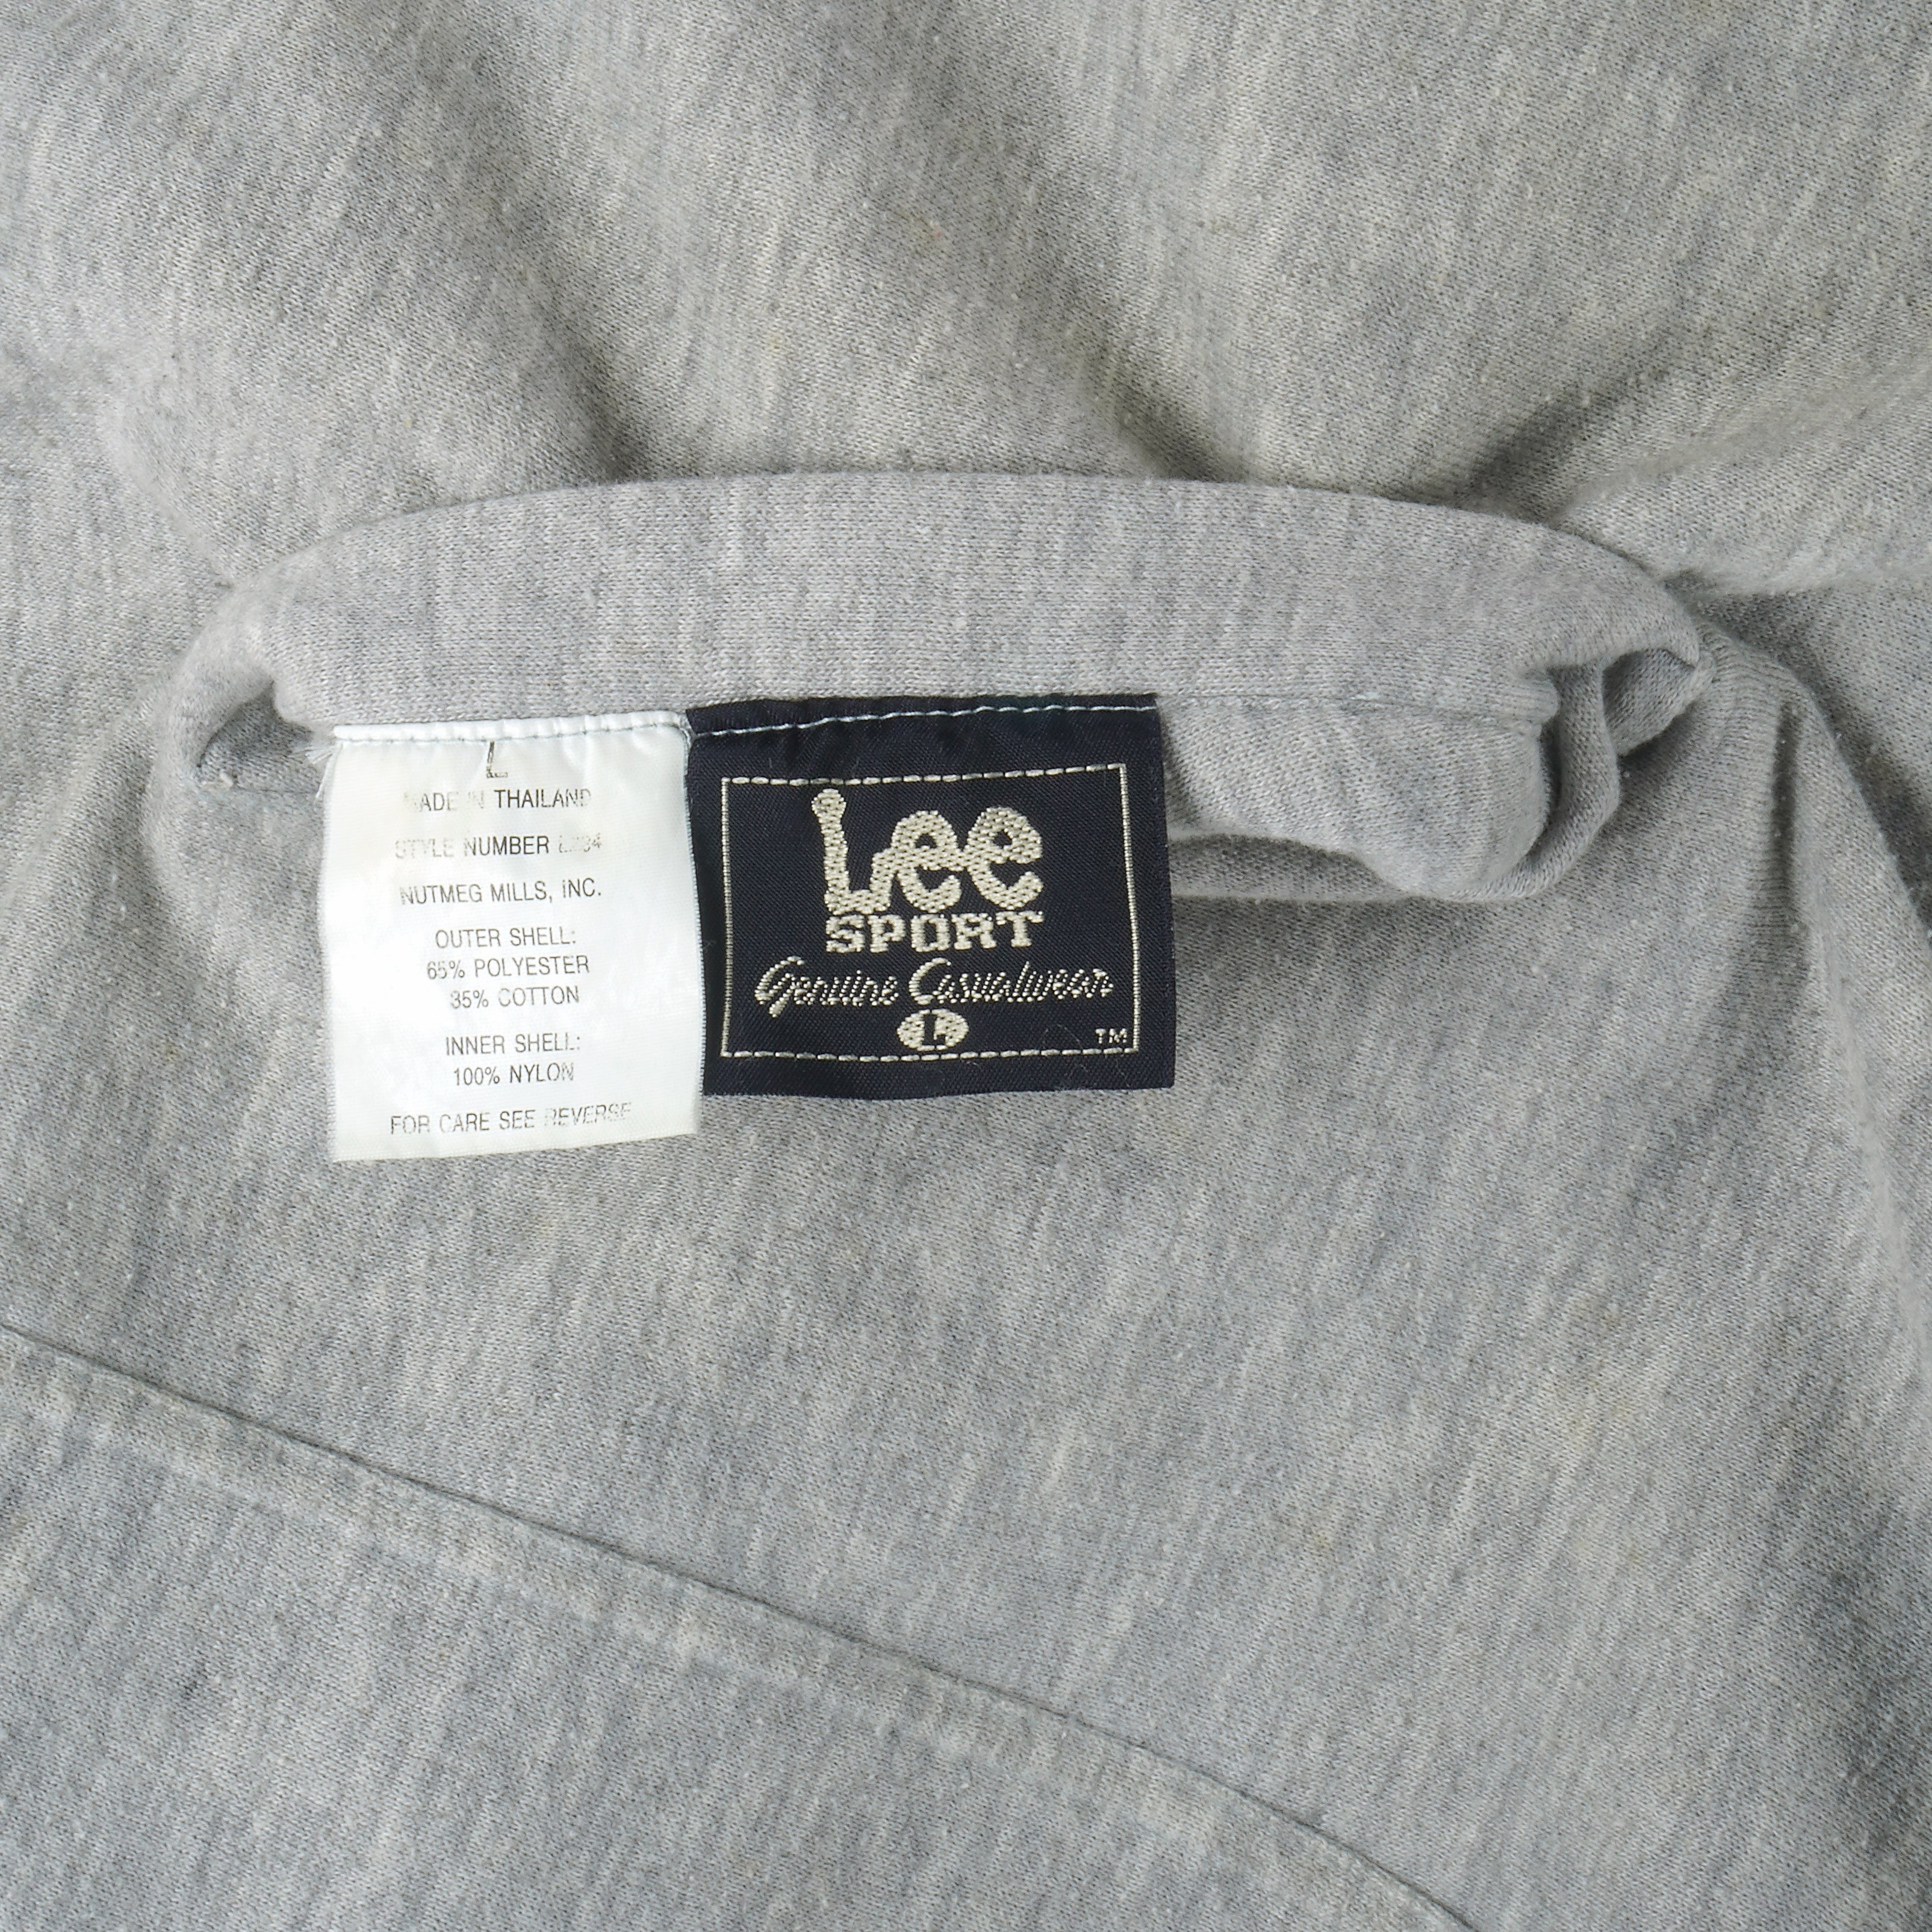 L
MADE IN THAILAND
STYLE NUMBER
NUTMEG MILLS, INC.
OUTER SHELL:
65% POLYESTER
35% COTTON
INNER SHELL:
100% NYLON
FOR CARE SEE REVERSE
Lee
SPORT
Genuine Casualwear
L
TM